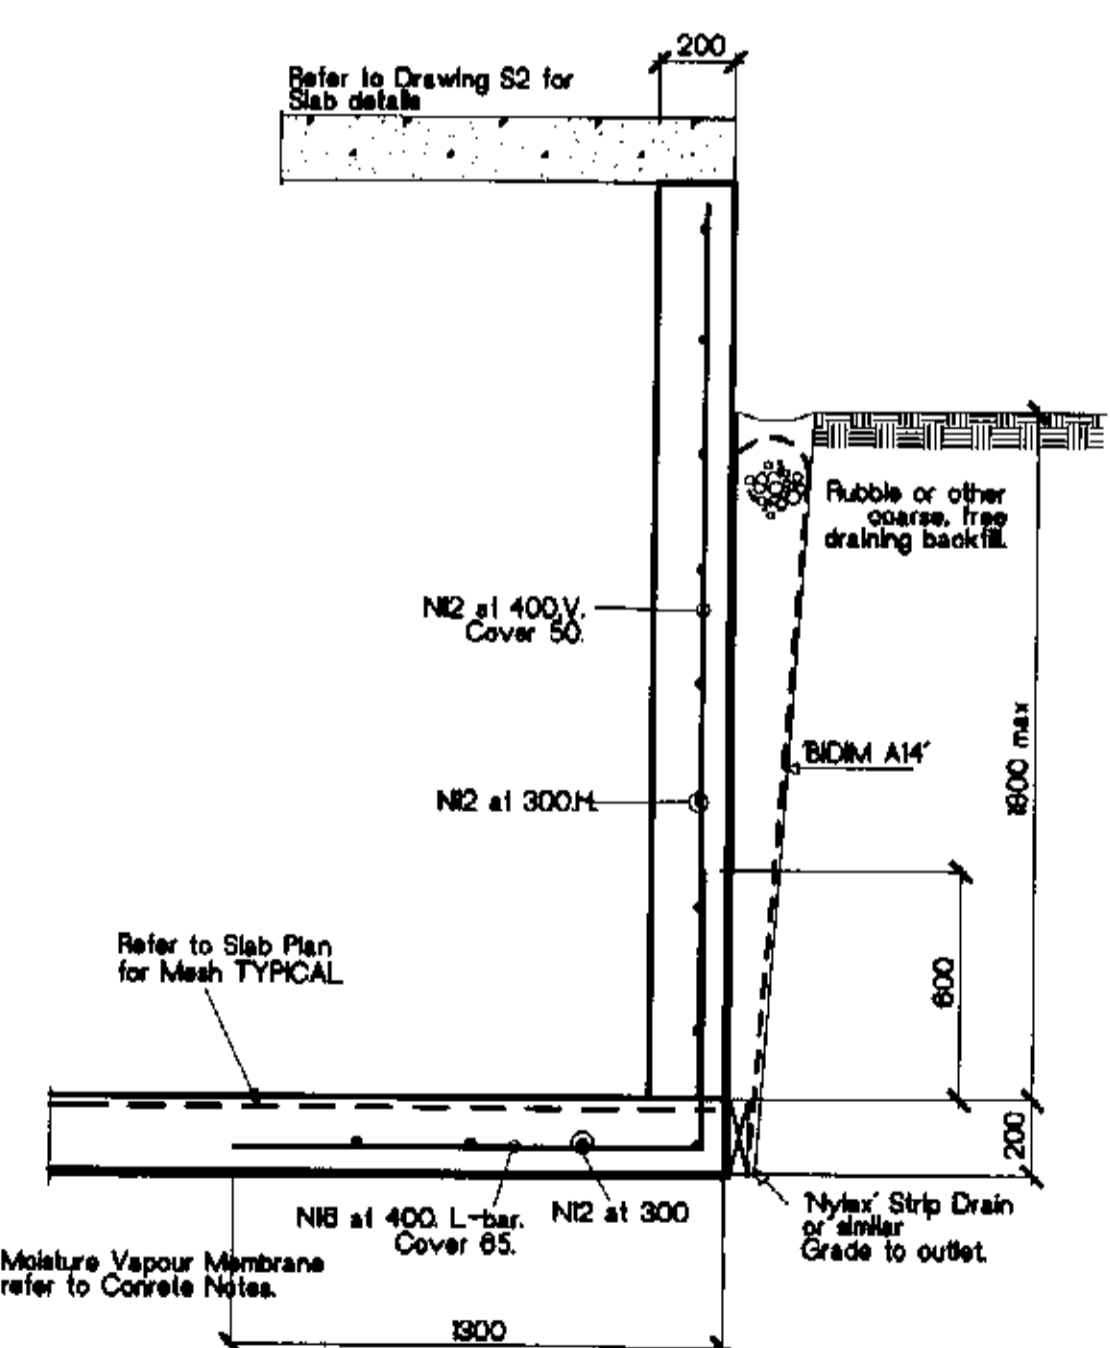 200
Refer to Drawing S2 for
Slab details
Rubble or other
coarse, free
draining backfill.
N12 at 400.V.
Cover 50.
1800 max
'BIDIM A14'
N12 at 300.H.
Refer to Slab Plan
for Mesh TYPICAL
600
200
N16 at 400. L-bar.
Cover 65.
N12 at 300
'Nylex' Strip Drain
or similar
Grade to outlet.
Moisture Vapour Membrane
refer to Conrete Notes.
1300